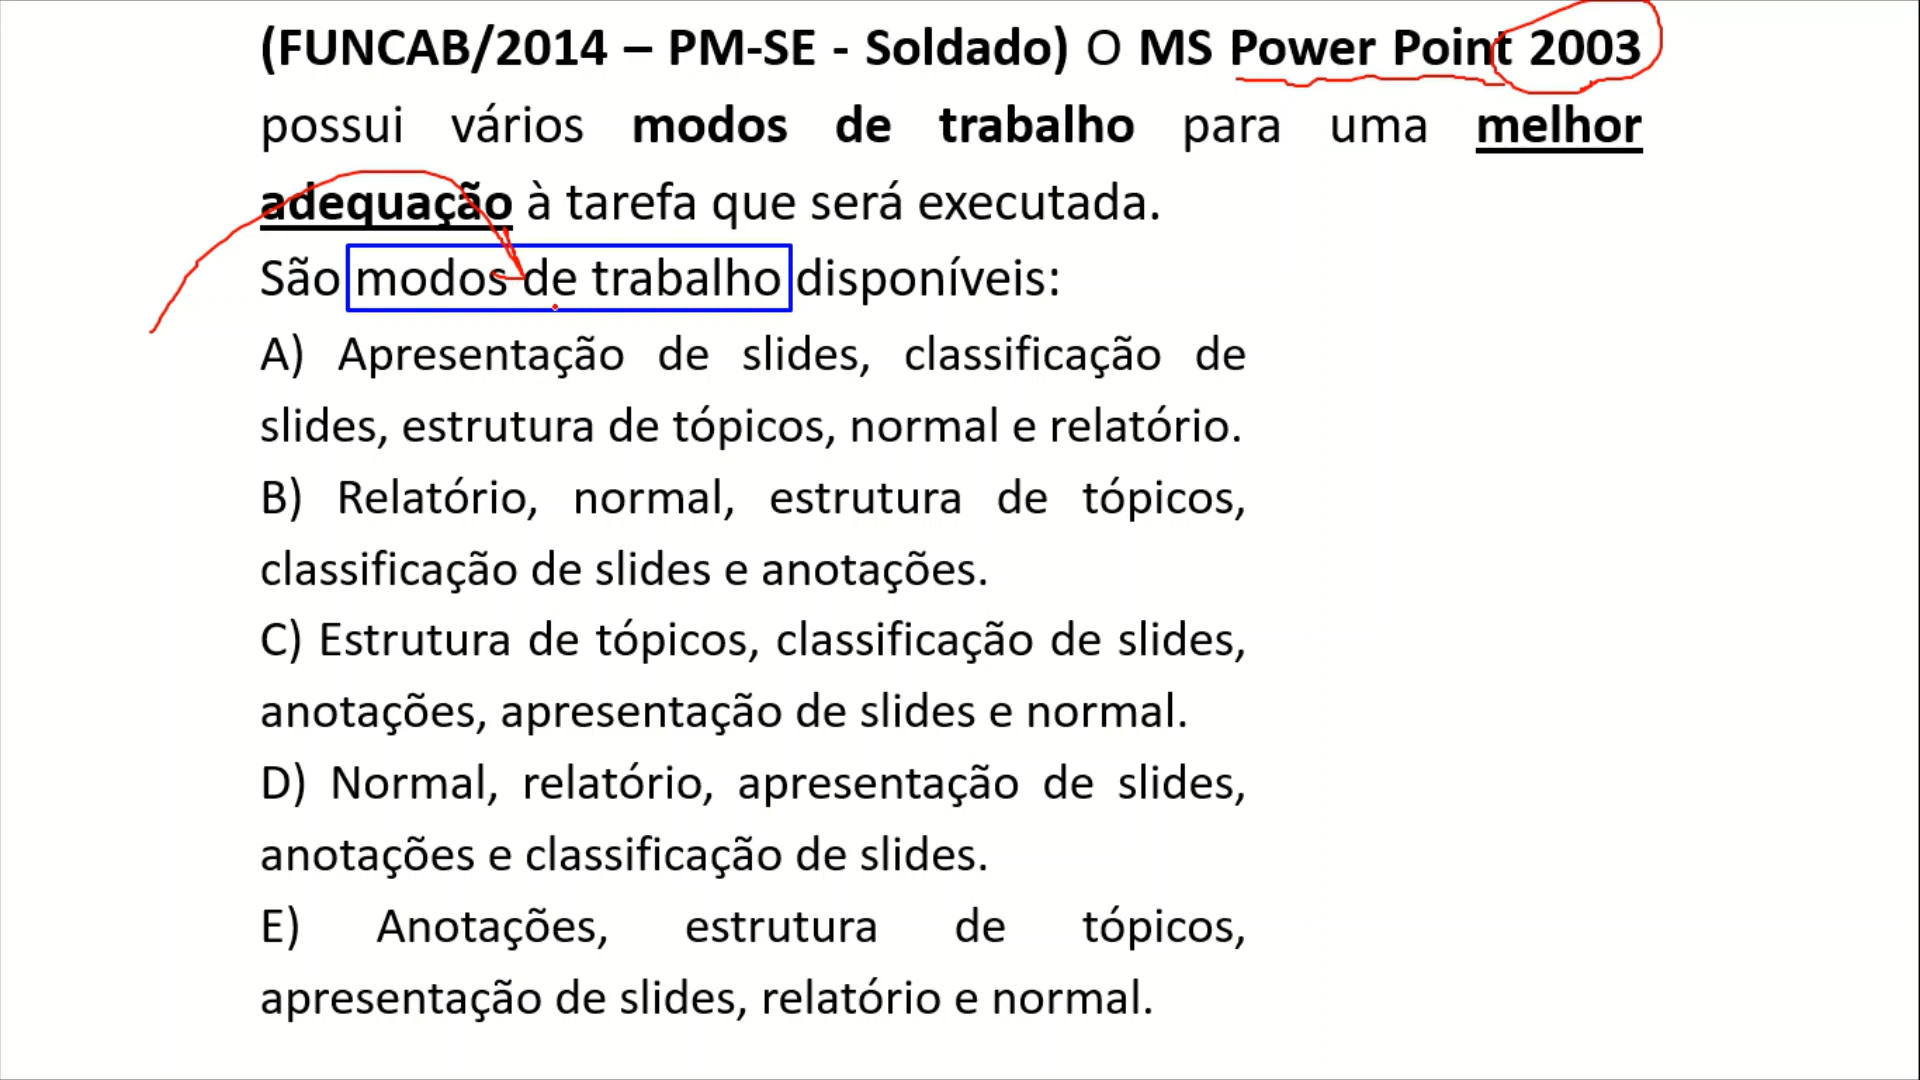 (FUNCAB/2014 – PM-SE - Soldado) O MS Power Point 2003
possui vários modos de trabalho para uma melhor
adequação à tarefa que será executada.
São modos de trabalho disponíveis:
A) Apresentação de slides, classificação de
slides, estrutura de tópicos, normal e relatório.
B) Relatório, normal, estrutura de tópicos,
classificação de slides e anotações.
C) Estrutura de tópicos, classificação de slides,
anotações, apresentação de slides e normal.
D) Normal, relatório, apresentação de slides,
anotações e classificação de slides.
E) Anotações, estrutura de tópicos,
apresentação de slides, relatório e normal.